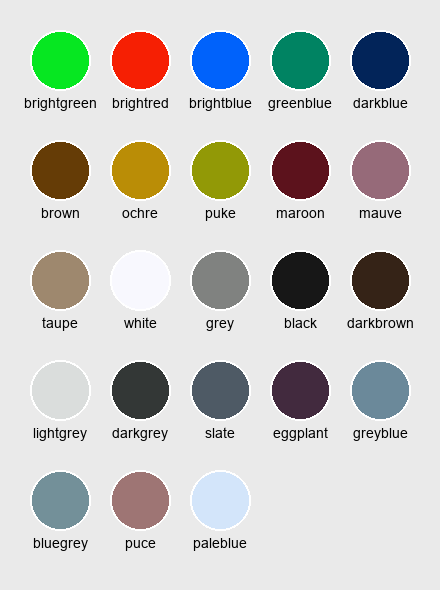 brightgreen brightred brightblue greenblue darkblue
brown ochre puke maroon mauve
taupe white grey black darkbrown
lightgrey darkgrey slate eggplant greyblue
bluegrey puce paleblue